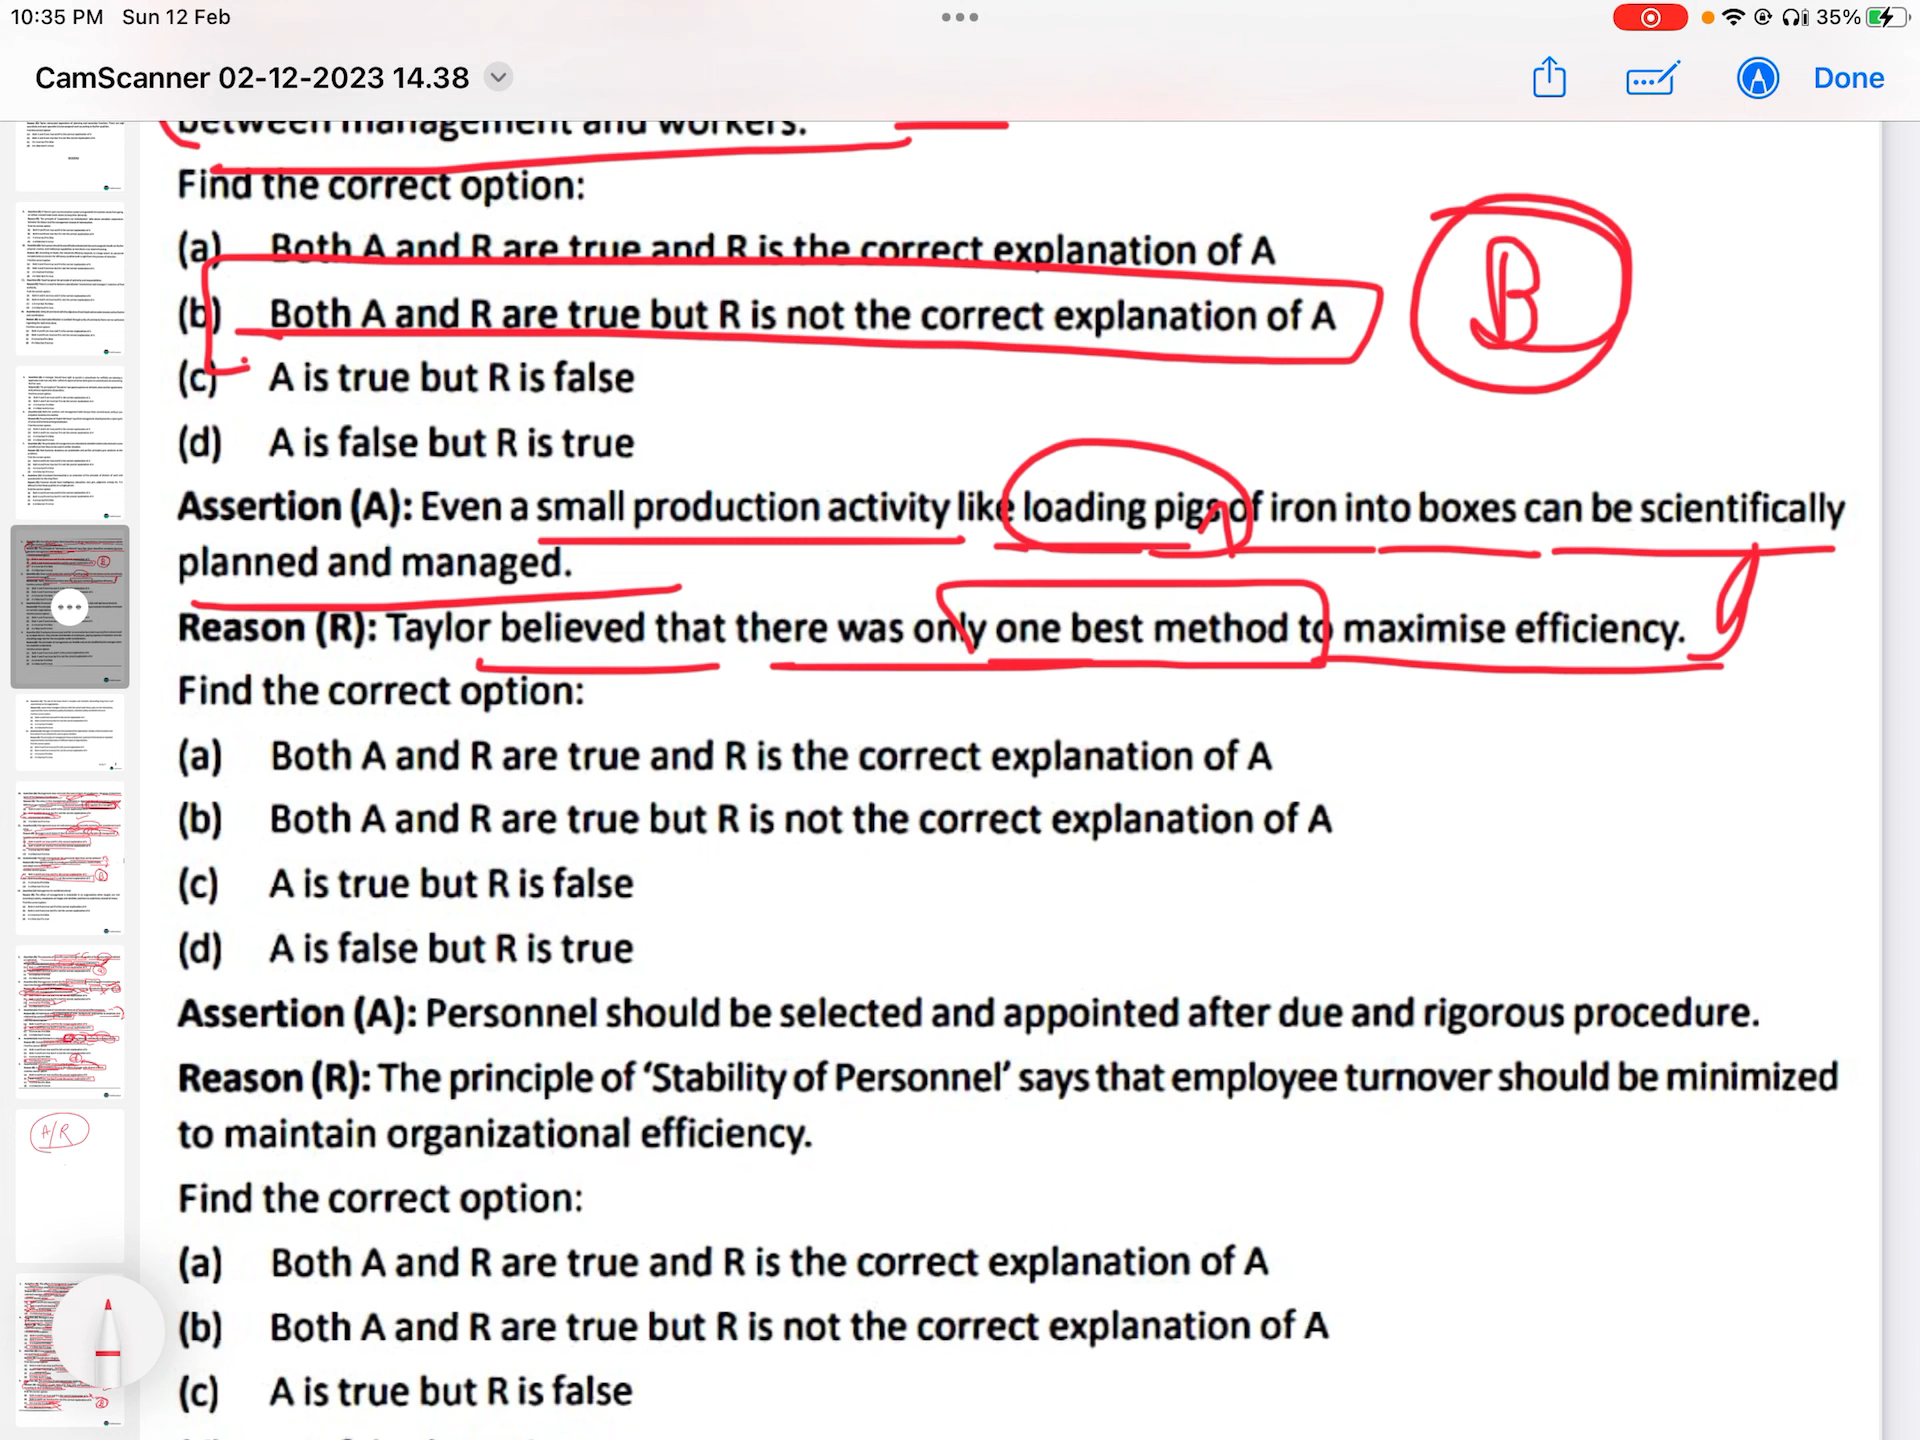 10:35 PM Sun 12 Feb
35%
CamScanner 02-12-2023 14.38
Done
between management and workers.
Find the correct option:
(a) Both A and R are true and R is the correct explanation of A
(b) Both A and R are true but R is not the correct explanation of A
B
(c) A is true but R is false
(d) A is false but R is true
Assertion (A): Even a small production activity like loading pigs of iron into boxes can be scientifically
planned and managed.
Reason (R): Taylor believed that there was only one best method to maximise efficiency.
Find the correct option:
(a) Both A and R are true and R is the correct explanation of A
(b) Both A and R are true but R is not the correct explanation of A
(c) A is true but R is false
(d) A is false but R is true
Assertion (A): Personnel should be selected and appointed after due and rigorous procedure.
Reason (R): The principle of ‘Stability of Personnel’ says that employee turnover should be minimized
to maintain organizational efficiency.
Find the correct option:
(a) Both A and R are true and R is the correct explanation of A
(b) Both A and R are true but R is not the correct explanation of A
(c) A is true but R is false
A/R